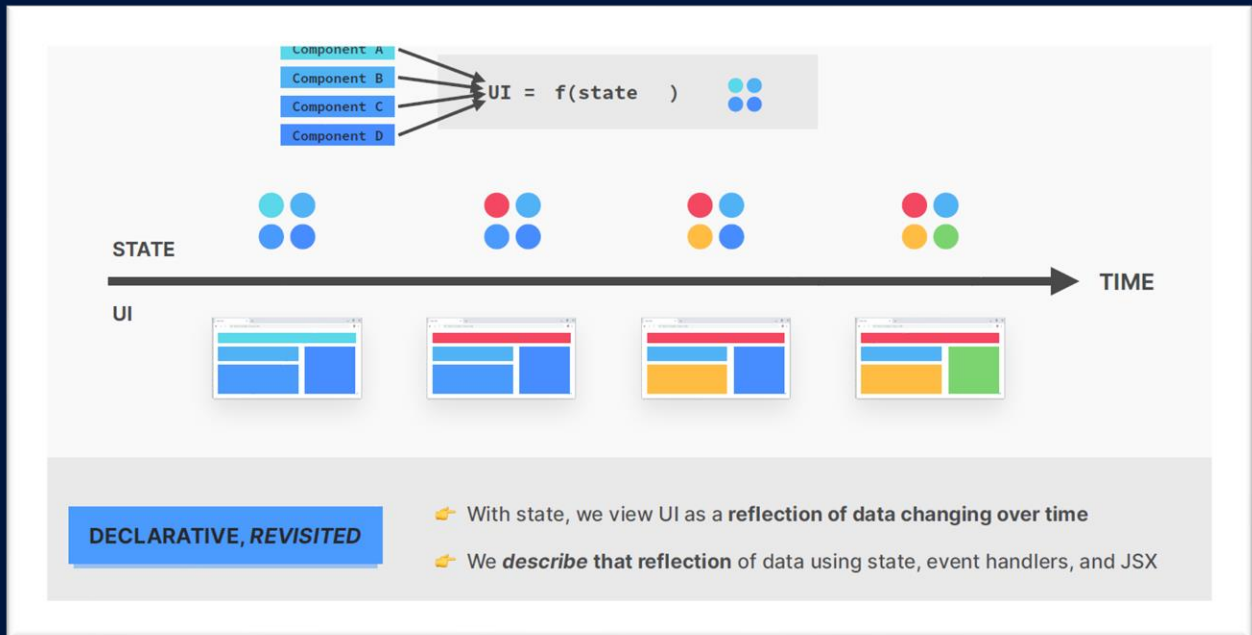 Component A
Component B
Component C
Component D
UI = f(state )
STATE
TIME
UI
DECLARATIVE, REVISITED
👉 With state, we view UI as a reflection of data changing over time
👉 We describe that reflection of data using state, event handlers, and JSX